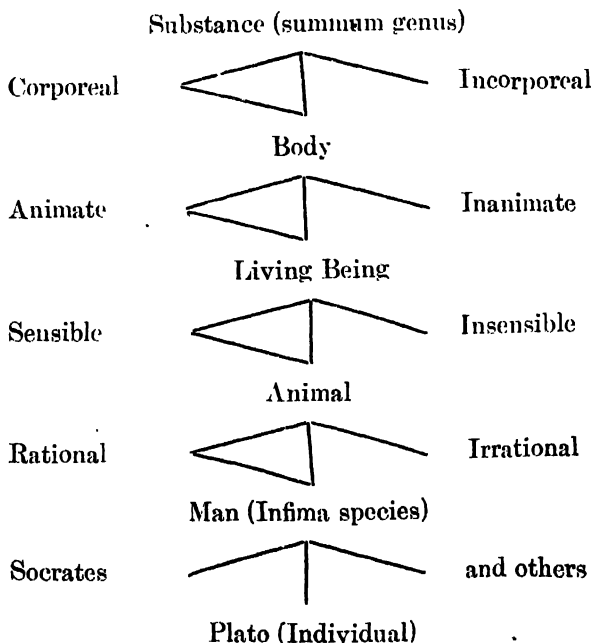 Substance (summum genus)
Corporeal Incorporeal
Body
Animate Inanimate
Living Being
Sensible Insensible
Animal
Rational Irrational
Man (Infima species)
Socrates and others
Plato (Individual)